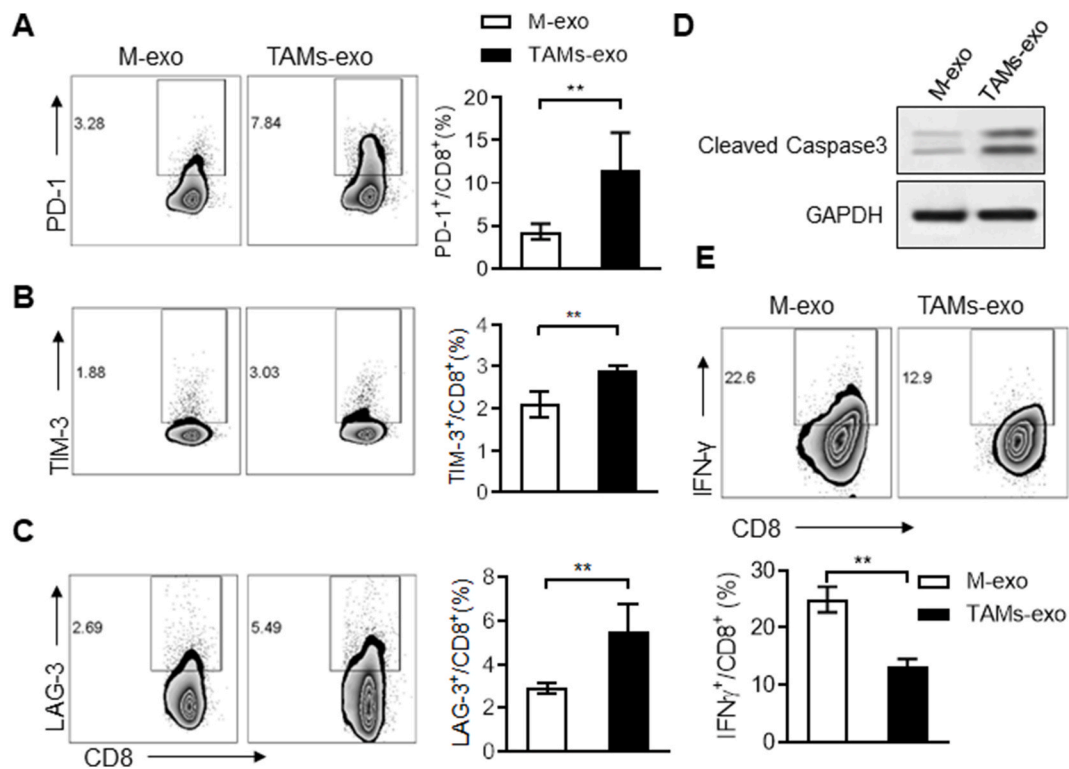 A
M-exo
TAMs-exo
M-exo
TAMs-exo
3.28
7.84
PD-1
PD-1⁺/CD8⁺(%)
20
15
10
5
0
**
B
1.88
3.03
TIM-3
TIM-3⁺/CD8⁺(%)
4
3
2
1
0
**
C
2.69
5.49
LAG-3
CD8
LAG-3⁺/CD8⁺(%)
8
6
4
2
0
**
D
M-exo
TAMs-exo
Cleaved Caspase3
GAPDH
E
M-exo
TAMs-exo
22.6
12.9
IFN-γ
CD8
IFNγ⁺/CD8⁺ (%)
30
20
10
0
**
M-exo
TAMs-exo